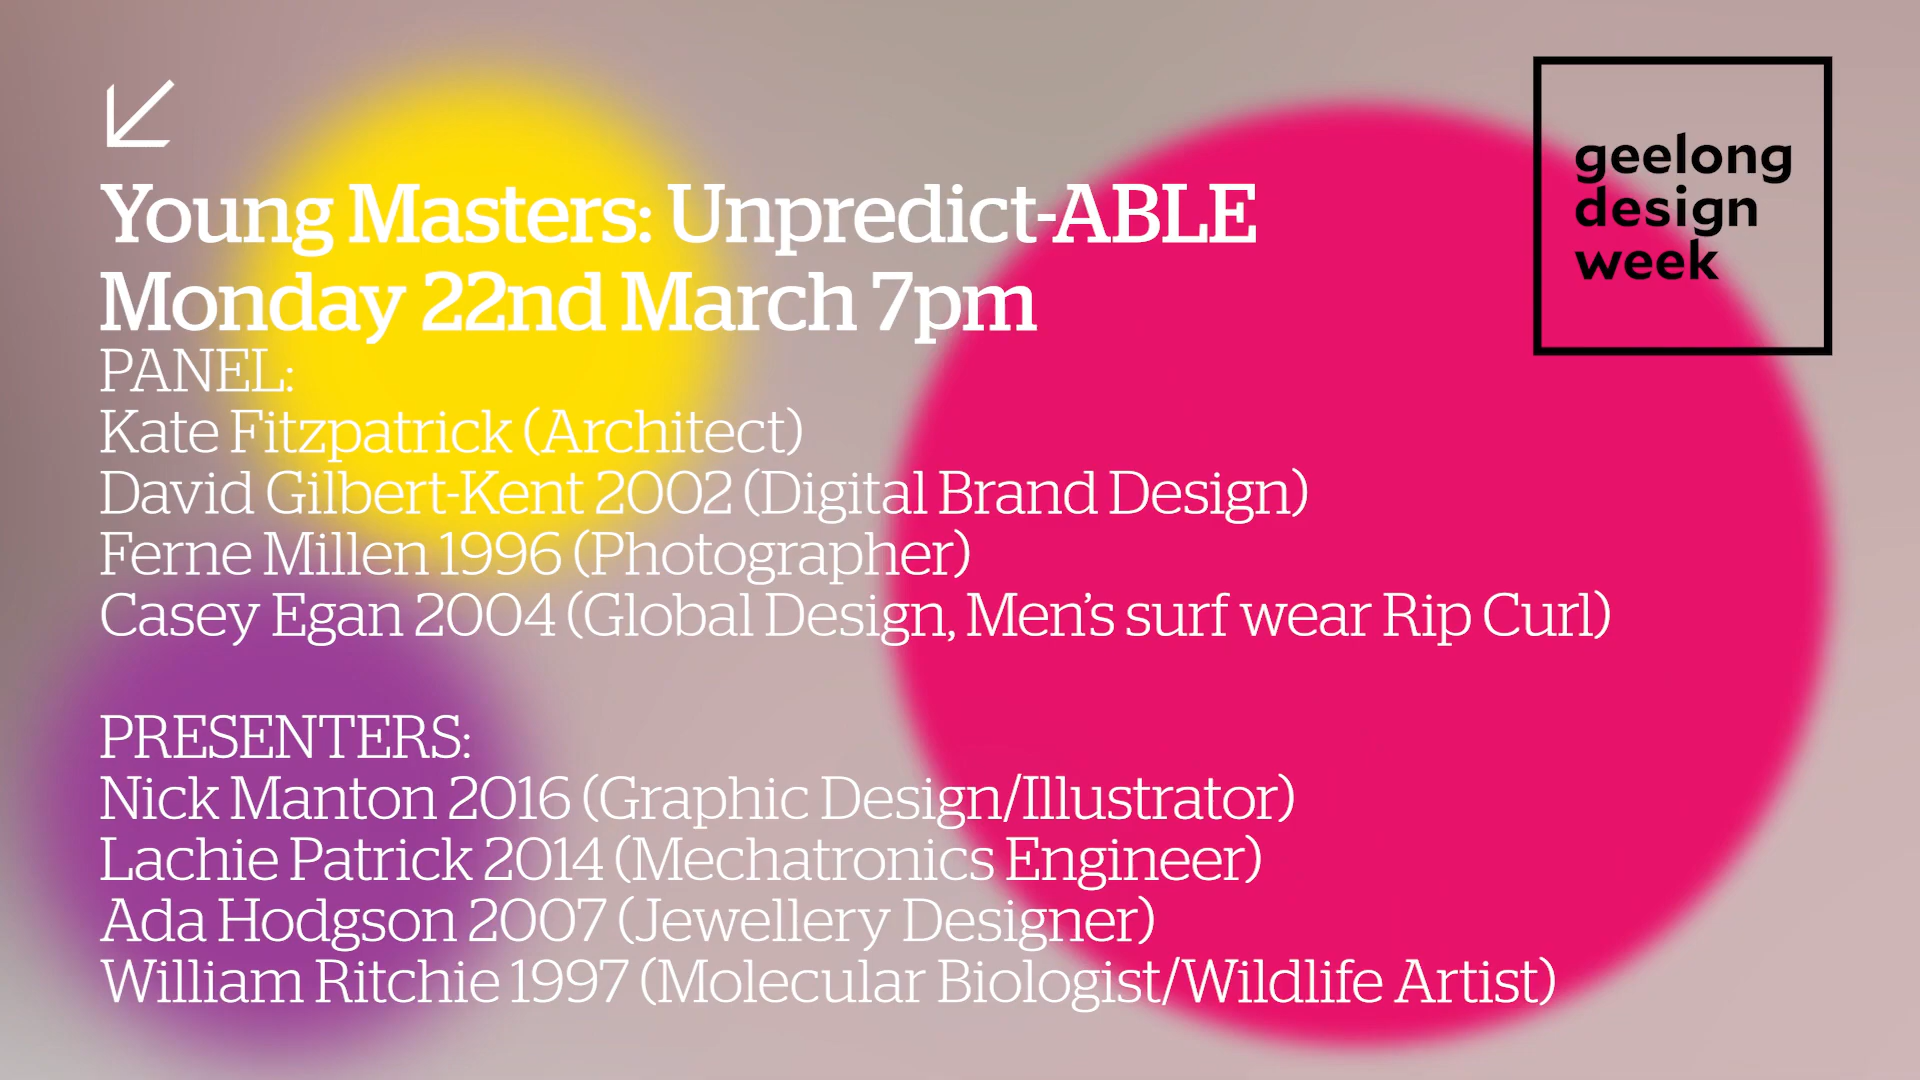 Young Masters: Unpredict-ABLE
Monday 22nd March 7pm
PANEL:
Kate Fitzpatrick (Architect)
David Gilbert-Kent 2002 (Digital Brand Design)
Ferne Millen 1996 (Photographer)
Casey Egan 2004 (Global Design, Men’s surf wear Rip Curl)
PRESENTERS:
Nick Manton 2016 (Graphic Design/Illustrator)
Lachie Patrick 2014 (Mechatronics Engineer)
Ada Hodgson 2007 (Jewellery Designer)
William Ritchie 1997 (Molecular Biologist/Wildlife Artist)
geelong
design
week